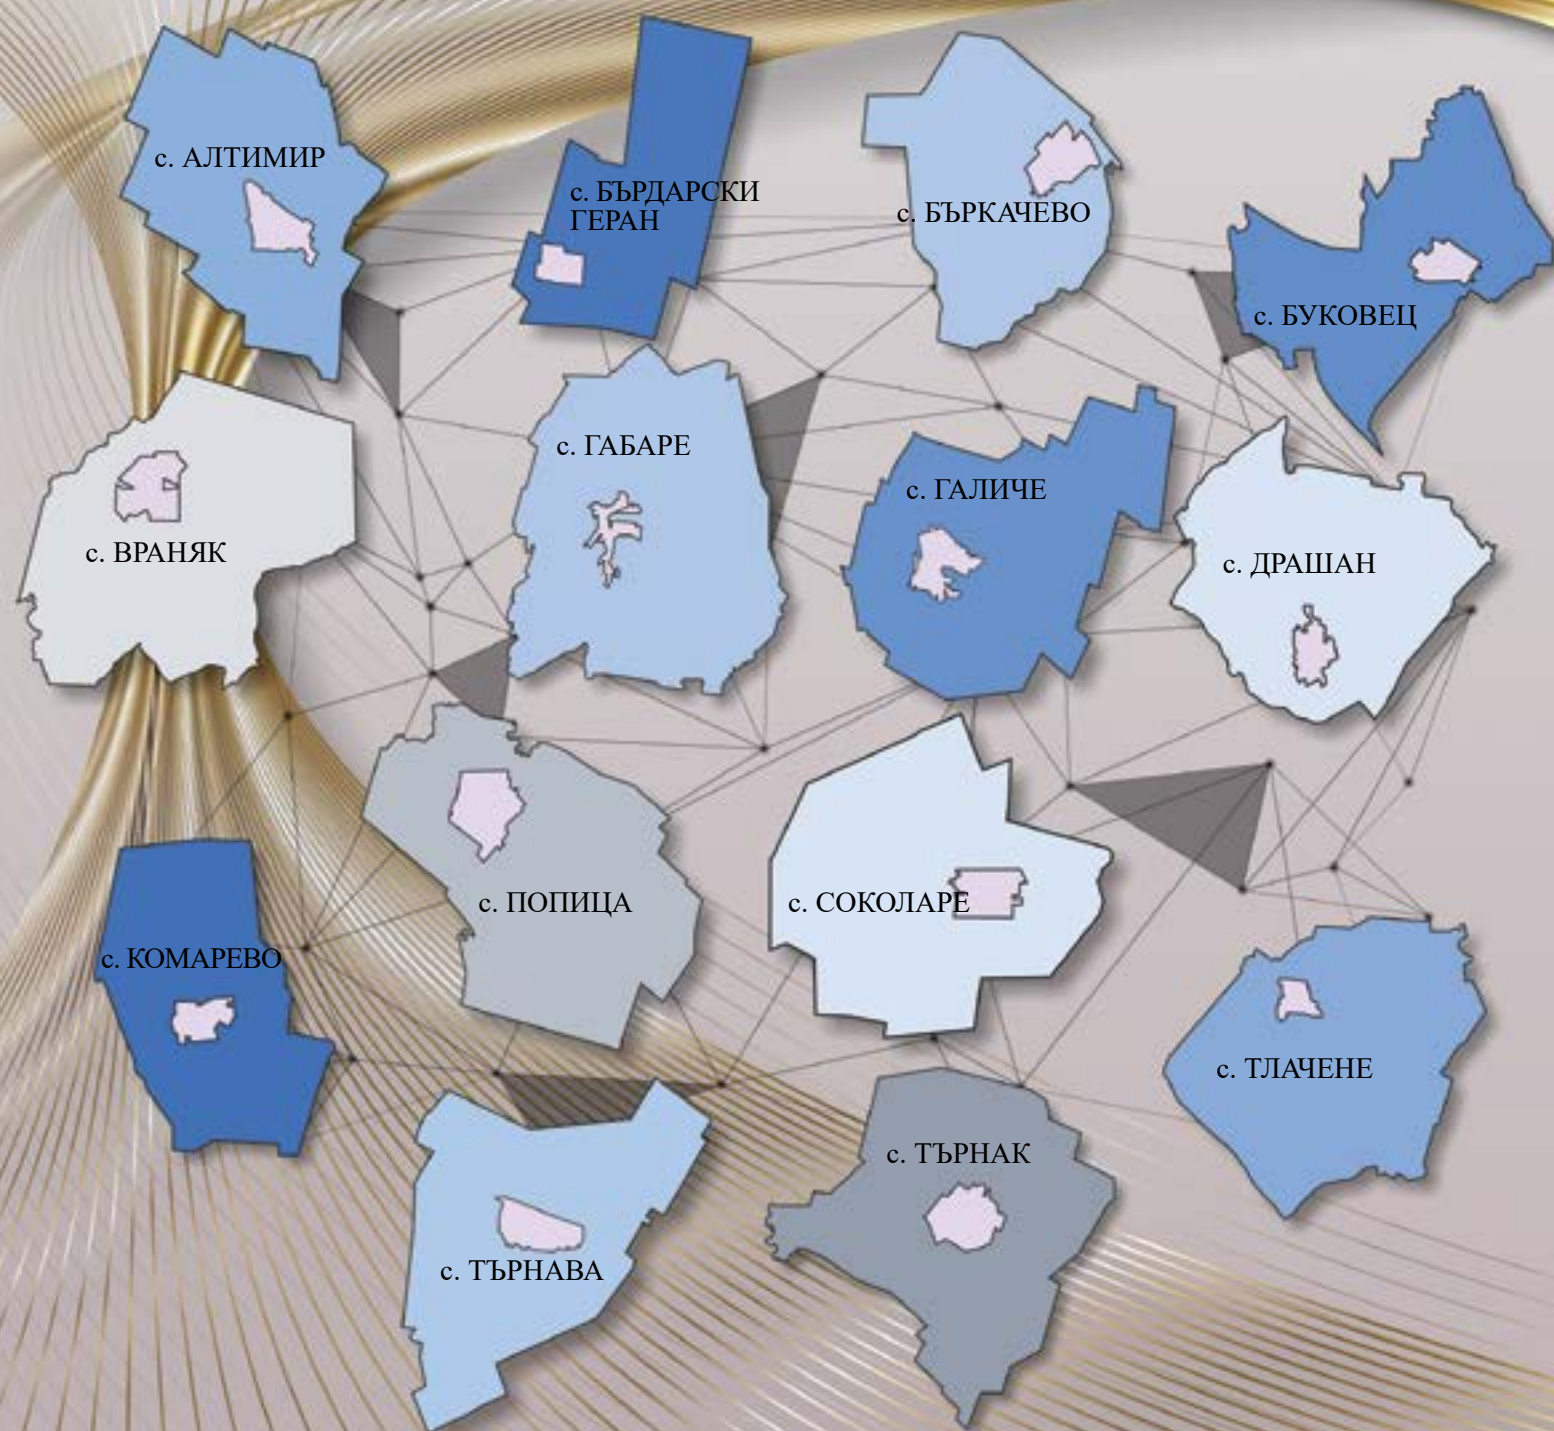 с. АЛТИМИР
с. БЪРДАРСКИ
ГЕРАН
с. БЪРКАЧЕВО
с. БУКОВЕЦ
с. ВРАНЯК
с. ГАБАРЕ
с. ГАЛИЧЕ
с. ДРАШАН
с. КОМАРЕВО
с. ПОПИЦА
с. СОКОЛАРЕ
с. ТЛАЧЕНЕ
с. ТЪРНАВА
с. ТЪРНАК